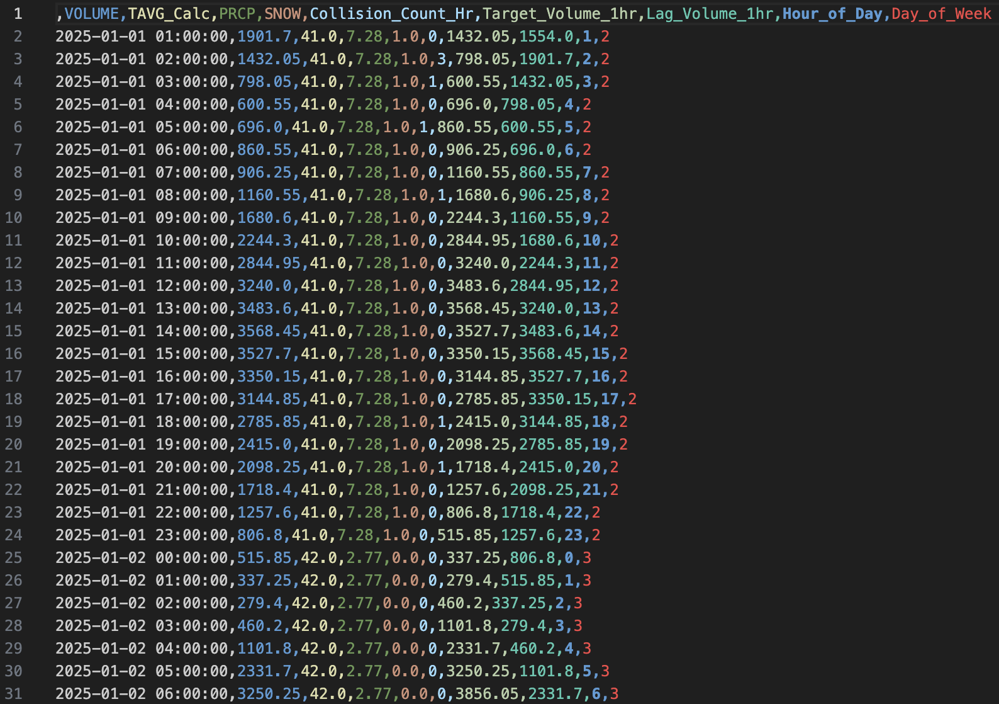 1 ,VOLUME,TAVG_Calc,PRCP,SNOW,Collision_Count_Hr,Target_Volume_1hr,Lag_Volume_1hr,Hour_of_Day,Day_of_Week
2 2025-01-01 01:00:00,1901.7,41.0,7.28,1.0,0,1432.05,1554.0,1,2
3 2025-01-01 02:00:00,1432.05,41.0,7.28,1.0,3,798.05,1901.7,2,2
4 2025-01-01 03:00:00,798.05,41.0,7.28,1.0,1,600.55,1432.05,3,2
5 2025-01-01 04:00:00,600.55,41.0,7.28,1.0,0,696.0,798.05,4,2
6 2025-01-01 05:00:00,696.0,41.0,7.28,1.0,1,860.55,600.55,5,2
7 2025-01-01 06:00:00,860.55,41.0,7.28,1.0,0,906.25,696.0,6,2
8 2025-01-01 07:00:00,906.25,41.0,7.28,1.0,0,1160.55,860.55,7,2
9 2025-01-01 08:00:00,1160.55,41.0,7.28,1.0,1,1680.6,906.25,8,2
10 2025-01-01 09:00:00,1680.6,41.0,7.28,1.0,0,2244.3,1160.55,9,2
11 2025-01-01 10:00:00,2244.3,41.0,7.28,1.0,0,2844.95,1680.6,10,2
12 2025-01-01 11:00:00,2844.95,41.0,7.28,1.0,0,3240.0,2244.3,11,2
13 2025-01-01 12:00:00,3240.0,41.0,7.28,1.0,0,3483.6,2844.95,12,2
14 2025-01-01 13:00:00,3483.6,41.0,7.28,1.0,0,3568.45,3240.0,13,2
15 2025-01-01 14:00:00,3568.45,41.0,7.28,1.0,0,3527.7,3483.6,14,2
16 2025-01-01 15:00:00,3527.7,41.0,7.28,1.0,0,3350.15,3568.45,15,2
17 2025-01-01 16:00:00,3350.15,41.0,7.28,1.0,0,3144.85,3527.7,16,2
18 2025-01-01 17:00:00,3144.85,41.0,7.28,1.0,0,2785.85,3350.15,17,2
19 2025-01-01 18:00:00,2785.85,41.0,7.28,1.0,1,2415.0,3144.85,18,2
20 2025-01-01 19:00:00,2415.0,41.0,7.28,1.0,0,2098.25,2785.85,19,2
21 2025-01-01 20:00:00,2098.25,41.0,7.28,1.0,1,1718.4,2415.0,20,2
22 2025-01-01 21:00:00,1718.4,41.0,7.28,1.0,0,1257.6,2098.25,21,2
23 2025-01-01 22:00:00,1257.6,41.0,7.28,1.0,0,806.8,1718.4,22,2
24 2025-01-01 23:00:00,806.8,41.0,7.28,1.0,0,515.85,1257.6,23,2
25 2025-01-02 00:00:00,515.85,42.0,2.77,0.0,0,337.25,806.8,0,3
26 2025-01-02 01:00:00,337.25,42.0,2.77,0.0,0,279.4,515.85,1,3
27 2025-01-02 02:00:00,279.4,42.0,2.77,0.0,0,460.2,337.25,2,3
28 2025-01-02 03:00:00,460.2,42.0,2.77,0.0,0,1101.8,279.4,3,3
29 2025-01-02 04:00:00,1101.8,42.0,2.77,0.0,0,2331.7,460.2,4,3
30 2025-01-02 05:00:00,2331.7,42.0,2.77,0.0,0,3250.25,1101.8,5,3
31 2025-01-02 06:00:00,3250.25,42.0,2.77,0.0,0,3856.05,2331.7,6,3